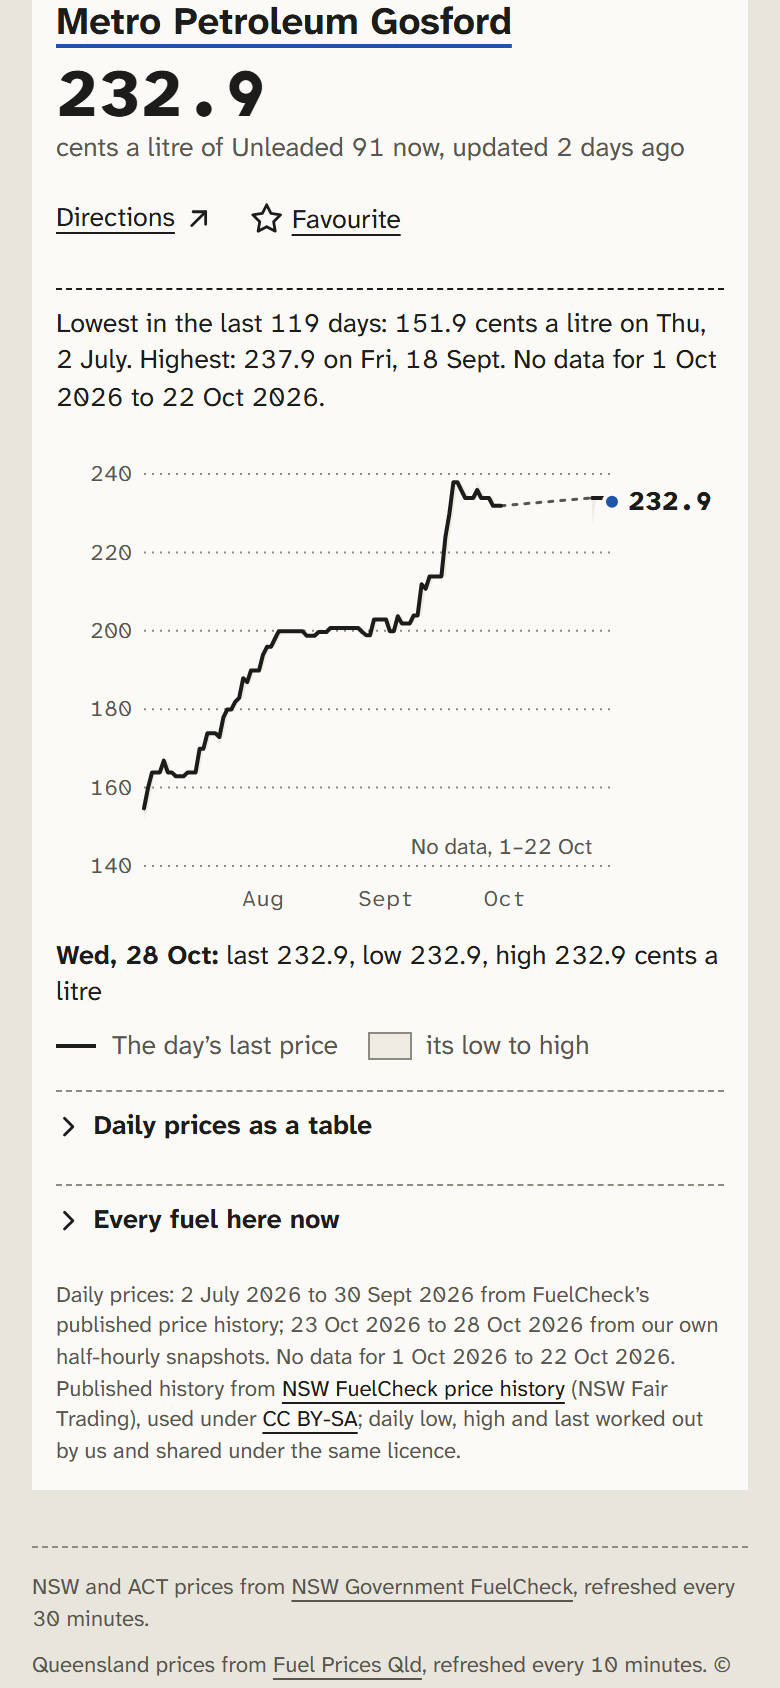 Metro Petroleum Gosford
232.9
cents a litre of Unleaded 91 now, updated 2 days ago
Directions Favourite
Lowest in the last 119 days: 151.9 cents a litre on Thu,
2 July. Highest: 237.9 on Fri, 18 Sept. No data for 1 Oct
2026 to 22 Oct 2026.
240
232.9
220
200
180
160
No data, 1–22 Oct
140
Aug Sept Oct
Wed, 28 Oct: last 232.9, low 232.9, high 232.9 cents a
litre
The day’s last price its low to high
Daily prices as a table
Every fuel here now
Daily prices: 2 July 2026 to 30 Sept 2026 from FuelCheck’s
published price history; 23 Oct 2026 to 28 Oct 2026 from our own
half-hourly snapshots. No data for 1 Oct 2026 to 22 Oct 2026.
Published history from NSW FuelCheck price history (NSW Fair
Trading), used under CC BY-SA; daily low, high and last worked out
by us and shared under the same licence.
NSW and ACT prices from NSW Government FuelCheck, refreshed every
30 minutes.
Queensland prices from Fuel Prices Qld, refreshed every 10 minutes. ©